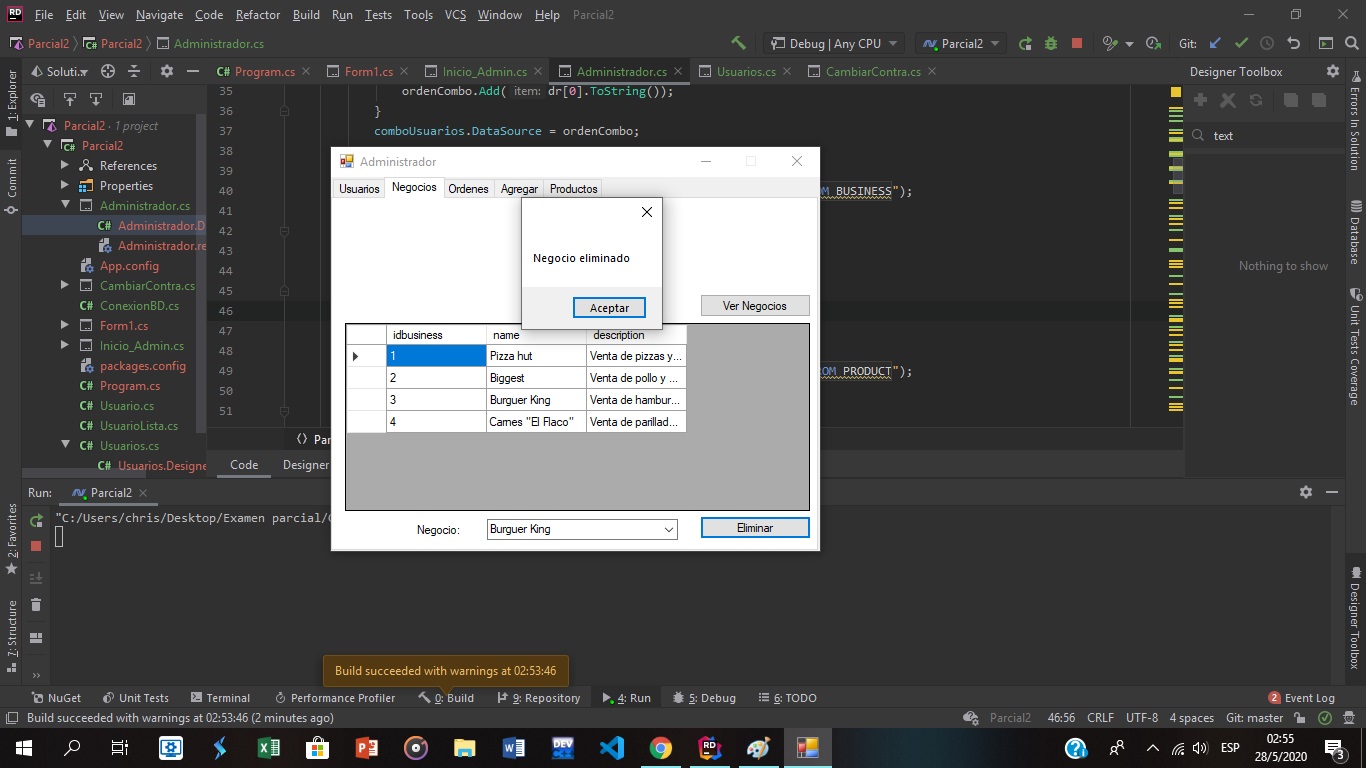 File Edit View Navigate Code Refactor Build Run Tests Tools VCS Window Help Parcial2
Parcial2 Parcial2 Administrador.cs
Debug | Any CPU Parcial2 Git:
1: Explorer
Commit
2: Favorites
7: Structure
Soluti...
Program.cs Form1.cs Inicio_Admin.cs Administrador.cs Usuarios.cs CambiarContra.cs
Parcial2 · 1 project
Parcial2
References
Properties
Administrador.cs
Administrador.D
Administrador.re
App.config
CambiarContra.cs
ConexionBD.cs
Form1.cs
Inicio_Admin.cs
packages.config
Program.cs
Usuario.cs
UsuarioLista.cs
Usuarios.cs
Usuarios.Designe
35 ordenCombo.Add( item: dr[0].ToString());
36 }
37 comboUsuarios.DataSource = ordenCombo;
38
39
40 OM BUSINESS");
41
42
43
44
45
46
47
48
49 ROM PRODUCT");
50
51
Par
Code Designer
Designer Toolbox
text
Nothing to show
Errors In Solution
Database
Unit Tests Coverage
Designer Toolbox
Administrador
Usuarios Negocios Ordenes Agregar Productos
Negocio eliminado
Aceptar
Ver Negocios
idbusiness name description
1 Pizza hut Venta de pizzas y...
2 Biggest Venta de pollo y ...
3 Burguer King Venta de hambur...
4 Carnes "El Flaco" Venta de parillad...
Negocio: Burguer King Eliminar
Run: Parcial2
"C:/Users/chris/Desktop/Examen parcial/
Build succeeded with warnings at 02:53:46
NuGet Unit Tests Terminal Performance Profiler 0: Build 9: Repository 4: Run 5: Debug 6: TODO 2 Event Log
Build succeeded with warnings at 02:53:46 (2 minutes ago) Parcial2 46:56 CRLF UTF-8 4 spaces Git: master
ESP
02:55
28/5/2020
3